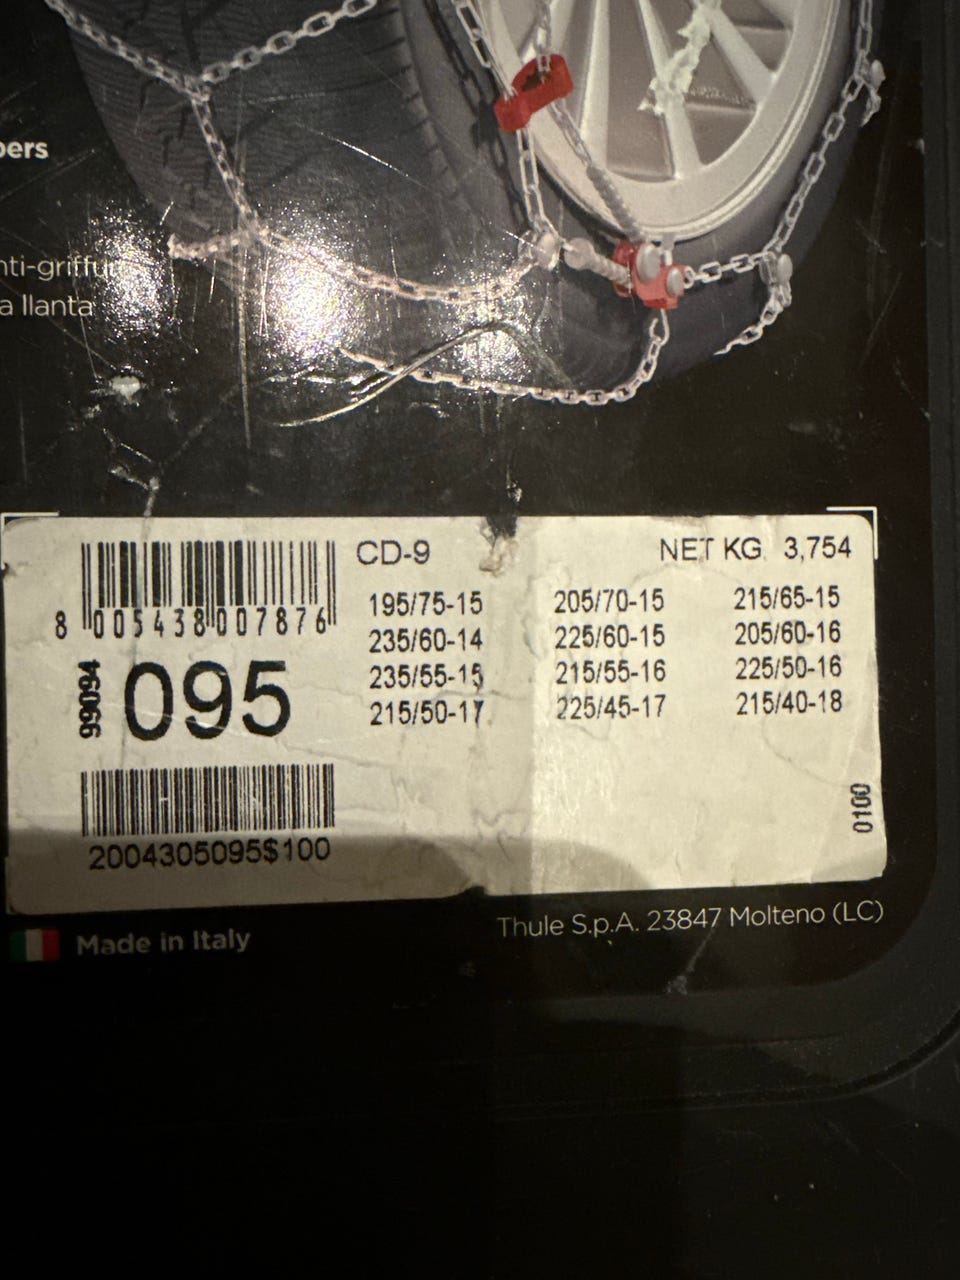 nti-griffu
a llanta
CD-9
NET KG 3,754
8 005438 007876
195/75-15 205/70-15 215/65-15
235/60-14 225/60-15 205/60-16
235/55-15 215/55-16 225/50-16
215/50-17 225/45-17 215/40-18
99094
095
2004305095$100
0100
Made in Italy
Thule S.p.A. 23847 Molteno (LC)